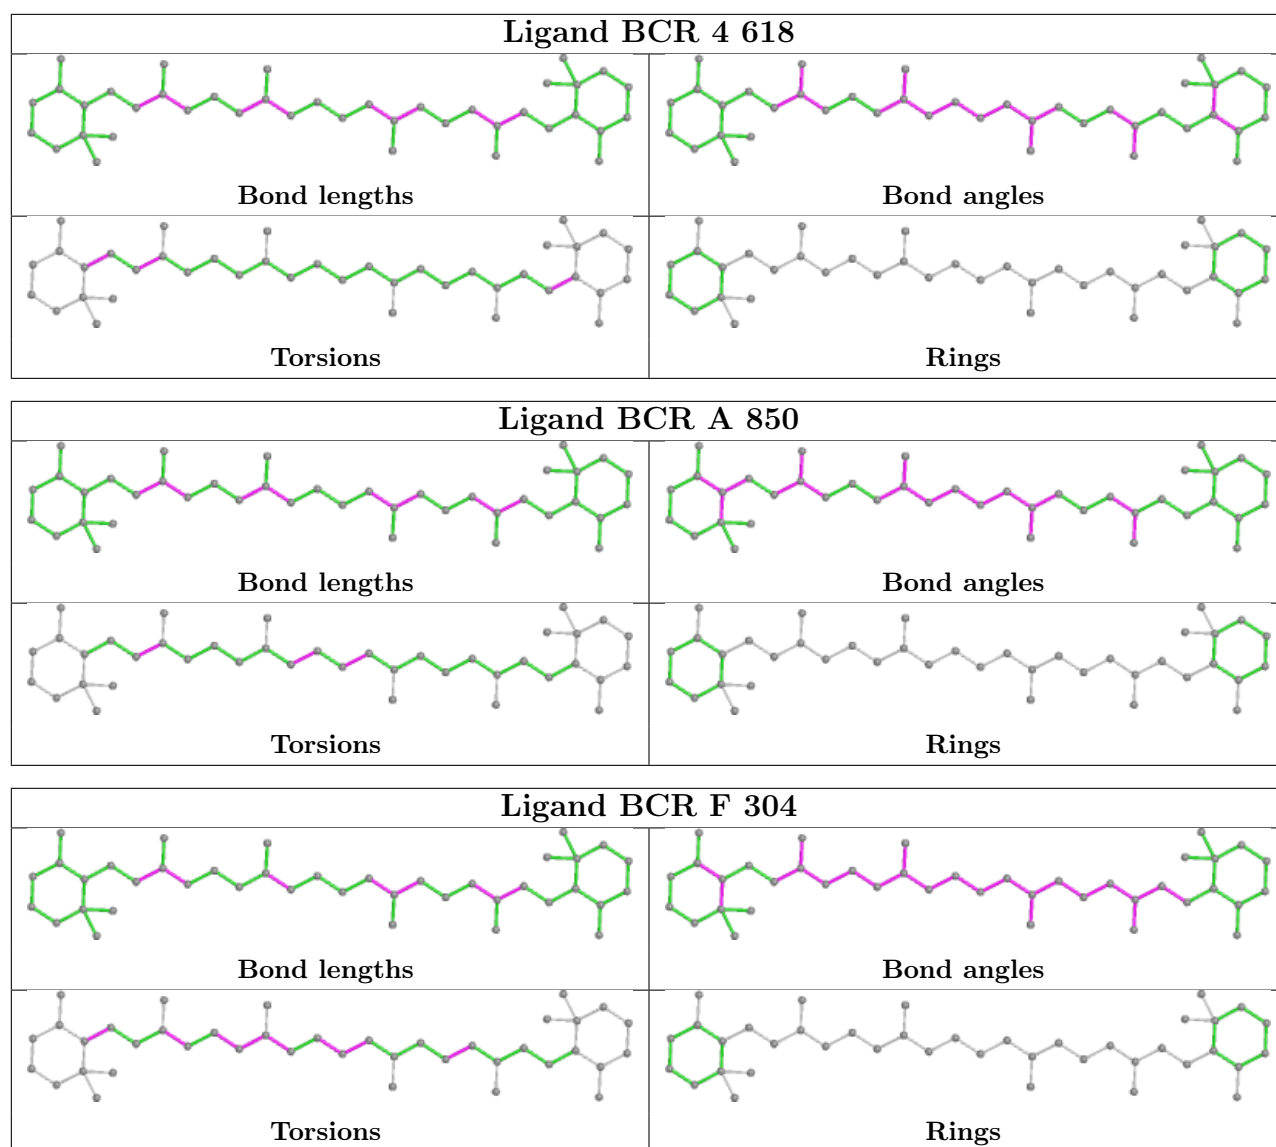 Ligand BCR 4 618
Bond lengths
Bond angles
Torsions
Rings
Ligand BCR A 850
Bond lengths
Bond angles
Torsions
Rings
Ligand BCR F 304
Bond lengths
Bond angles
Torsions
Rings